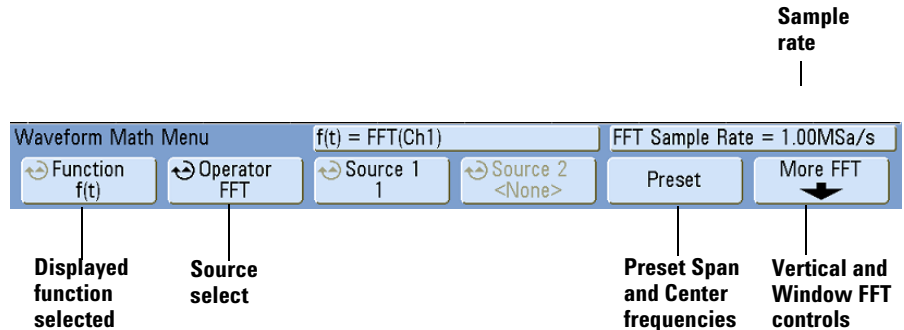 Sample
rate
Waveform Math Menu
f(t) = FFT(Ch1)
FFT Sample Rate = 1.00MSa/s
Function
f(t)
Operator
FFT
Source 1
1
Source 2
<None>
Preset
More FFT
Displayed
function
selected
Source
select
Preset Span
and Center
frequencies
Vertical and
Window FFT
controls